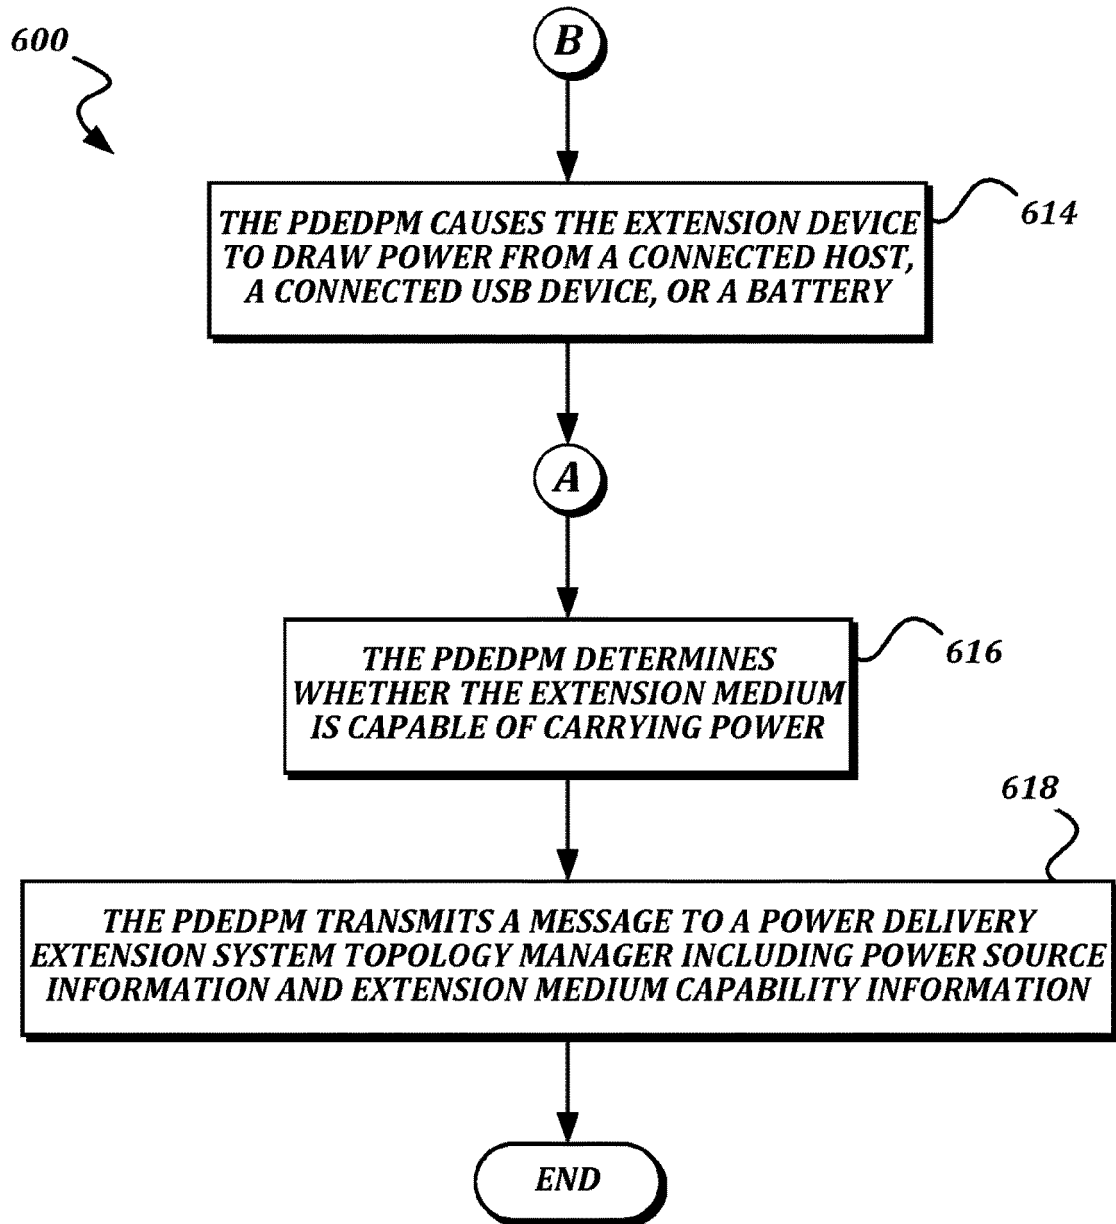 600
B
THE PDEDPM CAUSES THE EXTENSION DEVICE
TO DRAW POWER FROM A CONNECTED HOST,
A CONNECTED USB DEVICE, OR A BATTERY
614
A
THE PDEDPM DETERMINES
WHETHER THE EXTENSION MEDIUM
IS CAPABLE OF CARRYING POWER
616
618
THE PDEDPM TRANSMITS A MESSAGE TO A POWER DELIVERY
EXTENSION SYSTEM TOPOLOGY MANAGER INCLUDING POWER SOURCE
INFORMATION AND EXTENSION MEDIUM CAPABILITY INFORMATION
END